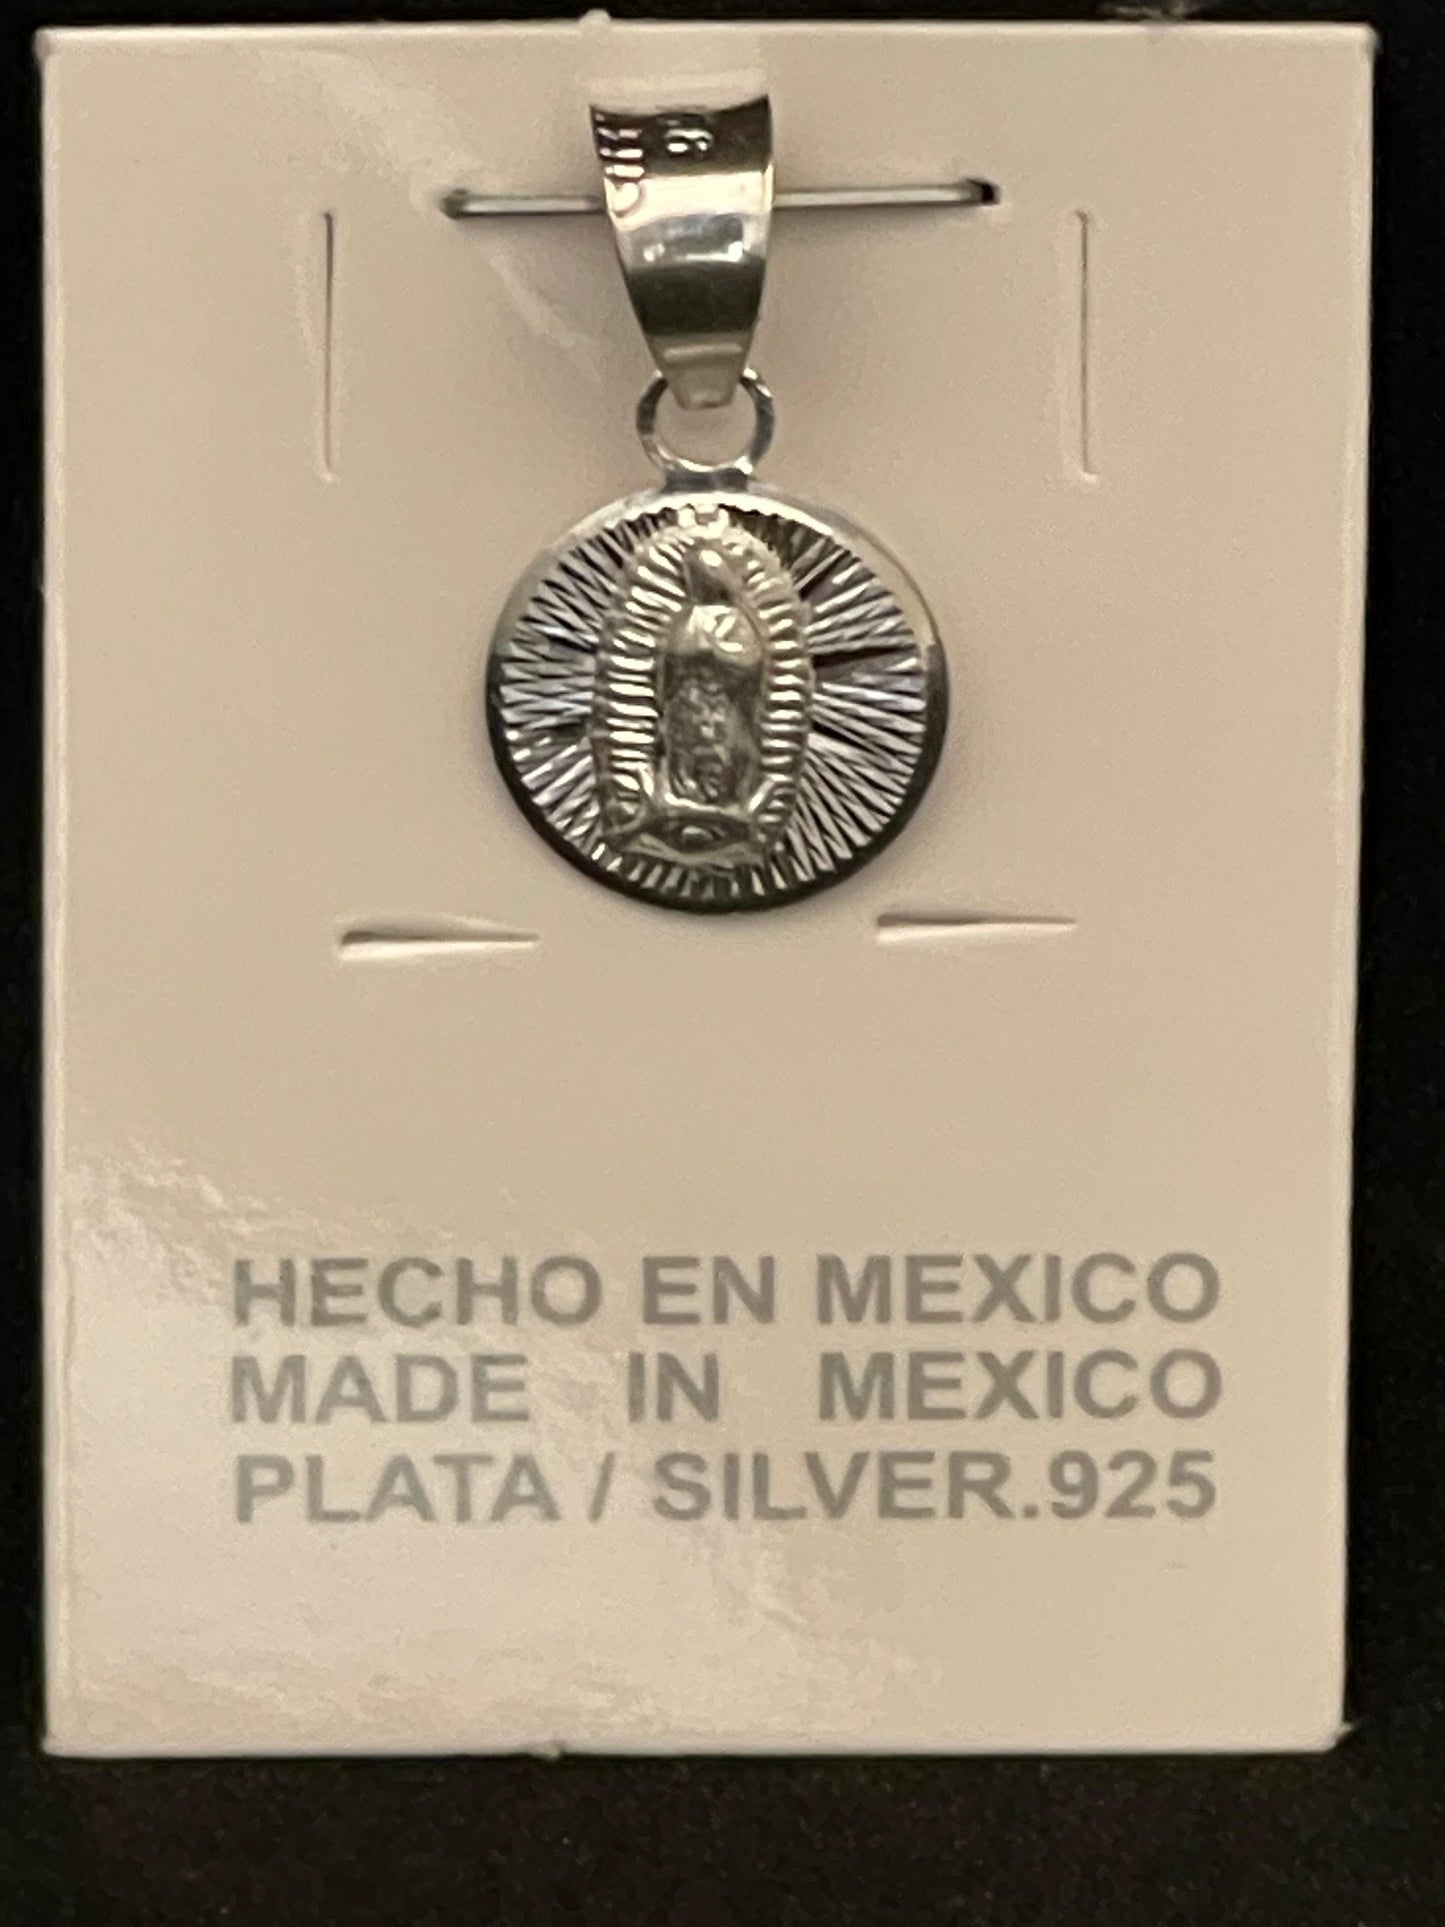 HECHO EN MEXICO
MADE IN MEXICO
PLATA / SILVER.925